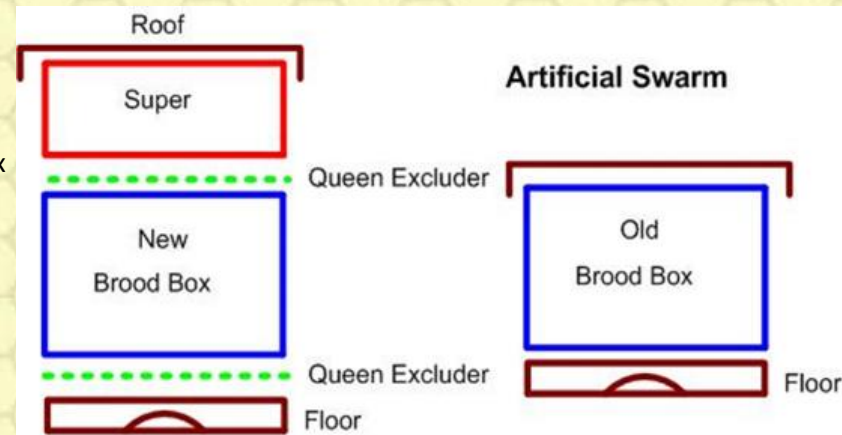 Roof
Artificial Swarm
Super
x
Queen Excluder
New
Brood Box
Old
Brood Box
Queen Excluder
Floor
Floor